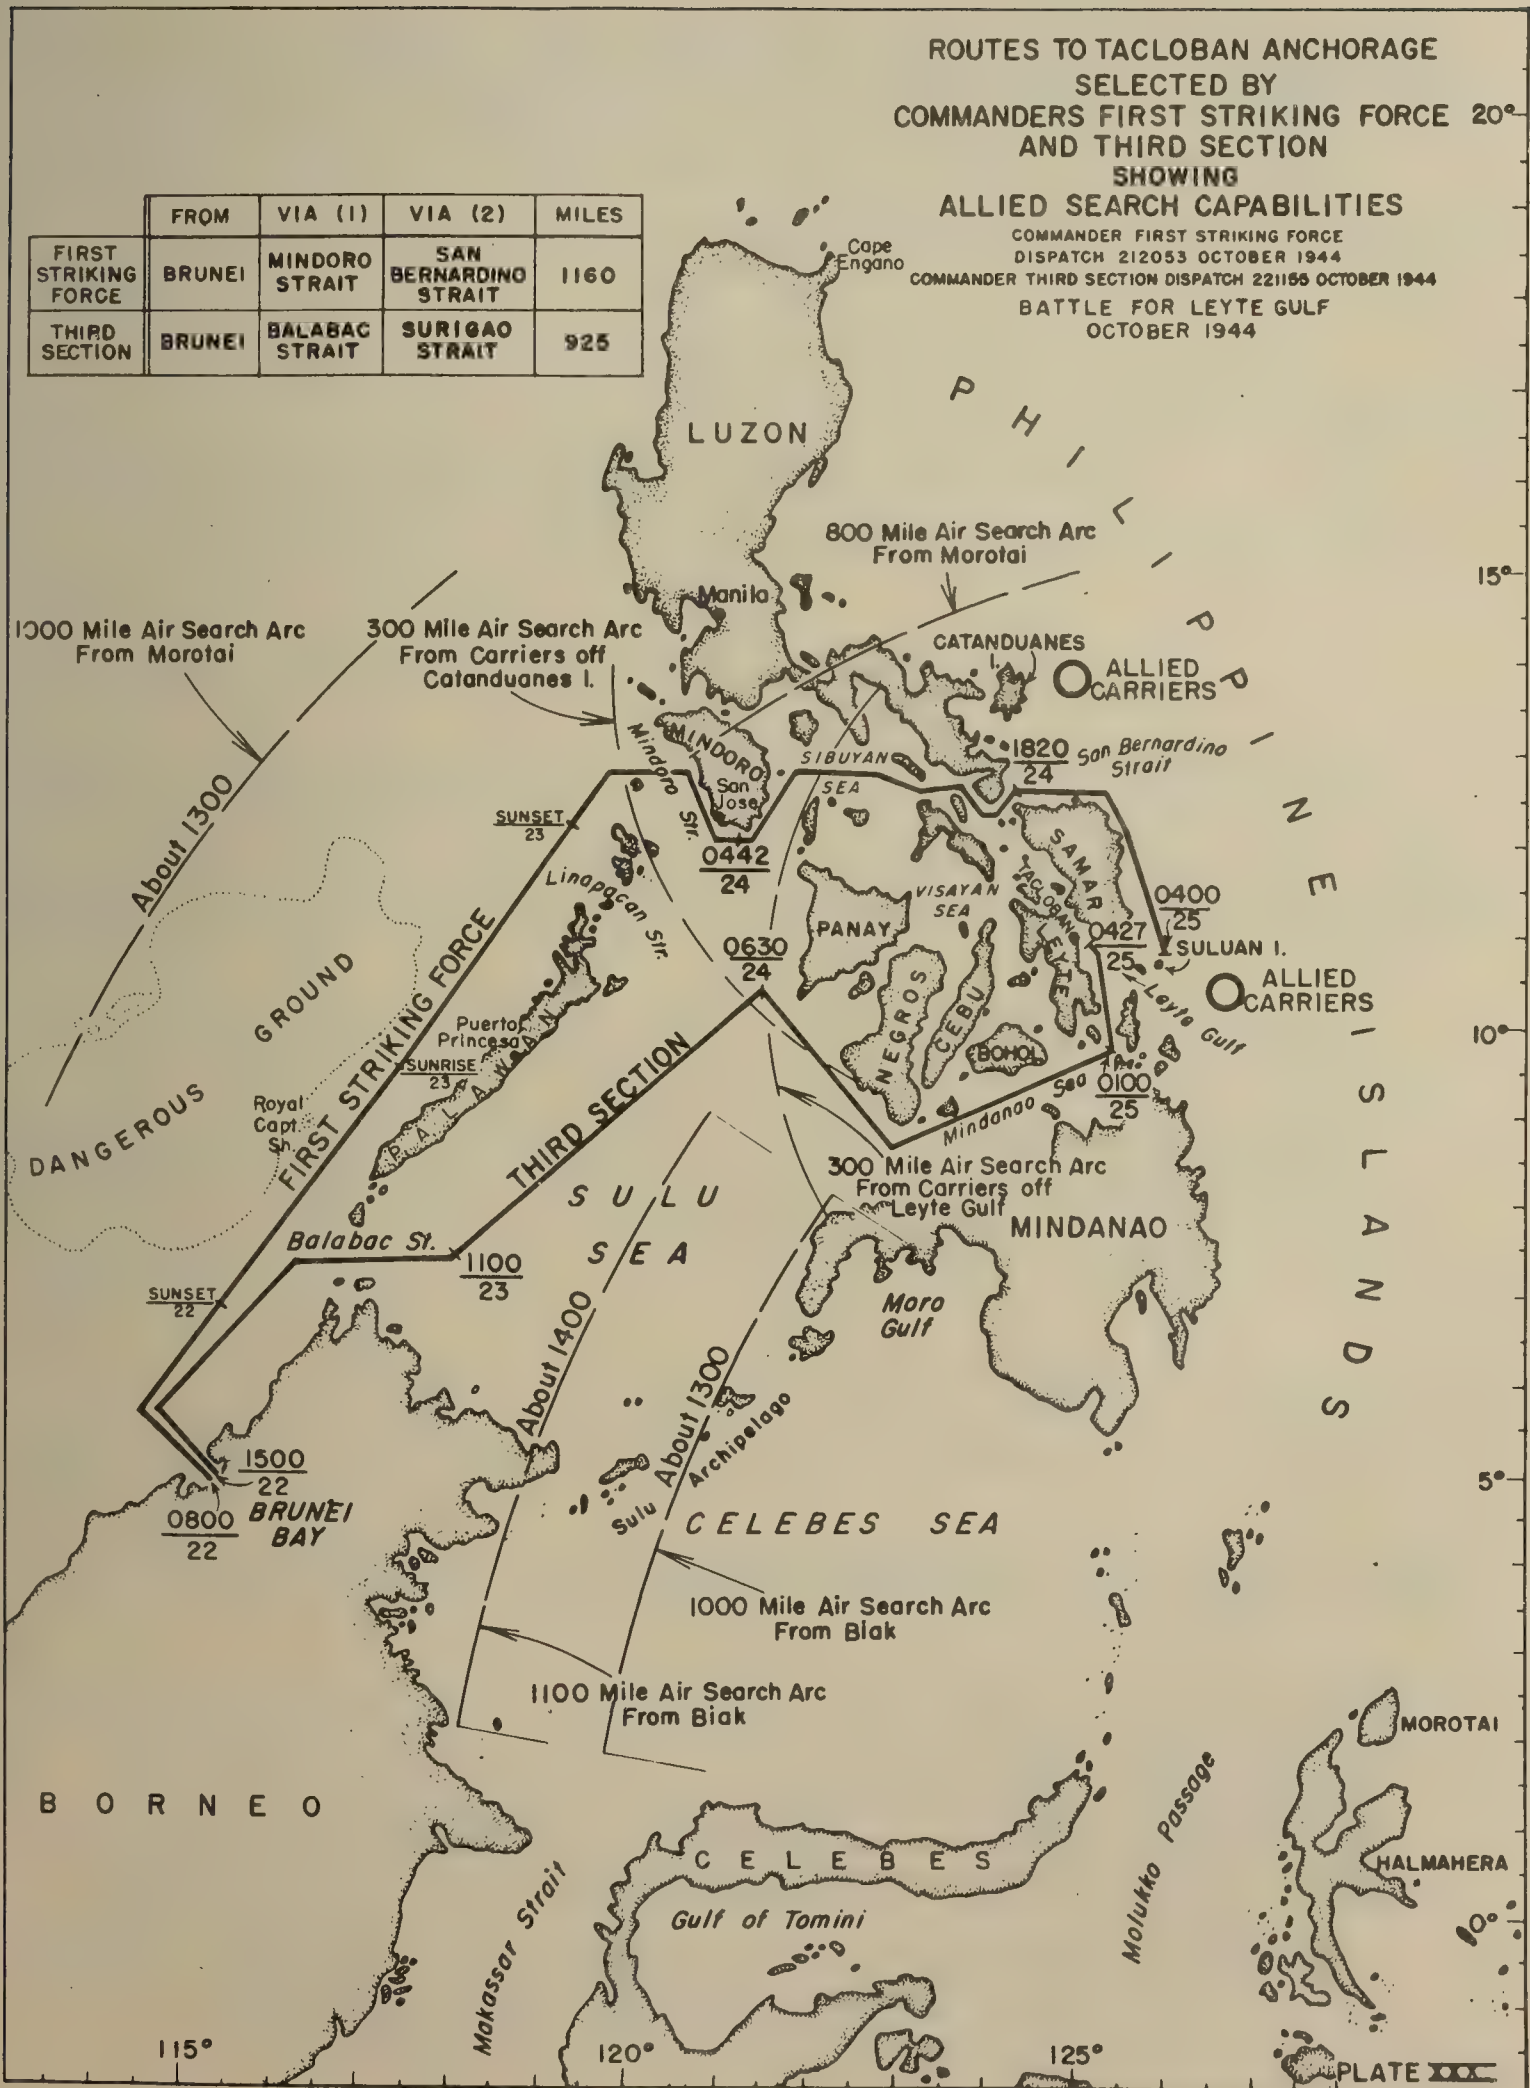 ROUTES TO TACLOBAN ANCHORAGE
SELECTED BY
COMMANDERS FIRST STRIKING FORCE
AND THIRD SECTION
SHOWING
ALLIED SEARCH CAPABILITIES
COMMANDER FIRST STRIKING FORCE
DISPATCH 212053 OCTOBER 1944
COMMANDER THIRD SECTION DISPATCH 221155 OCTOBER 1944
BATTLE FOR LEYTE GULF
OCTOBER 1944
20°
FROM VIA (1) VIA (2) MILES
FIRST STRIKING FORCE BRUNEI MINDORO STRAIT SAN BERNARDINO STRAIT 1160
THIRD SECTION BRUNEI BALABAC STRAIT SURIGAO STRAIT 925
Cape
Engano
LUZON
PHILIPPINE ISLANDS
800 Mile Air Search Arc
From Morotai
15°
Manila
1000 Mile Air Search Arc
From Morotai
300 Mile Air Search Arc
From Carriers off
Catanduanes I.
CATANDUANES
I.
ALLIED
CARRIERS
MINDORO
Mindoro Str.
San
Jose
SIBUYAN
SEA
1820
24
San Bernardino
Strait
About 1300
SUNSET
23
0442
24
Linapacan Str.
SAMAR
TACLOBAN
VISAYAN
SEA
PANAY
0400
25
0427
25
SULUAN I.
LEYTE
Leyte Gulf
ALLIED
CARRIERS
0630
24
NEGROS
CEBU
BOHOL
10°
DANGEROUS GROUND
FIRST STRIKING FORCE
Puerto
Princesa
SUNRISE
23
PALAWAN
Royal
Capt.
Sh.
THIRD SECTION
0100
25
Mindanao Sea
300 Mile Air Search Arc
From Carriers off
Leyte Gulf
MINDANAO
SULU
SEA
Balabac St.
1100
23
SUNSET
22
Moro
Gulf
About 1400
About 1300
Sulu Archipelago
1500
22
0800
22
BRUNEI
BAY
5°
CELEBES SEA
1000 Mile Air Search Arc
From Biak
1100 Mile Air Search Arc
From Biak
MOROTAI
BORNEO
Molukko Passage
CELEBES
HALMAHERA
Makassar Strait
Gulf of Tomini
0°
115°
120°
125°
PLATE XXX